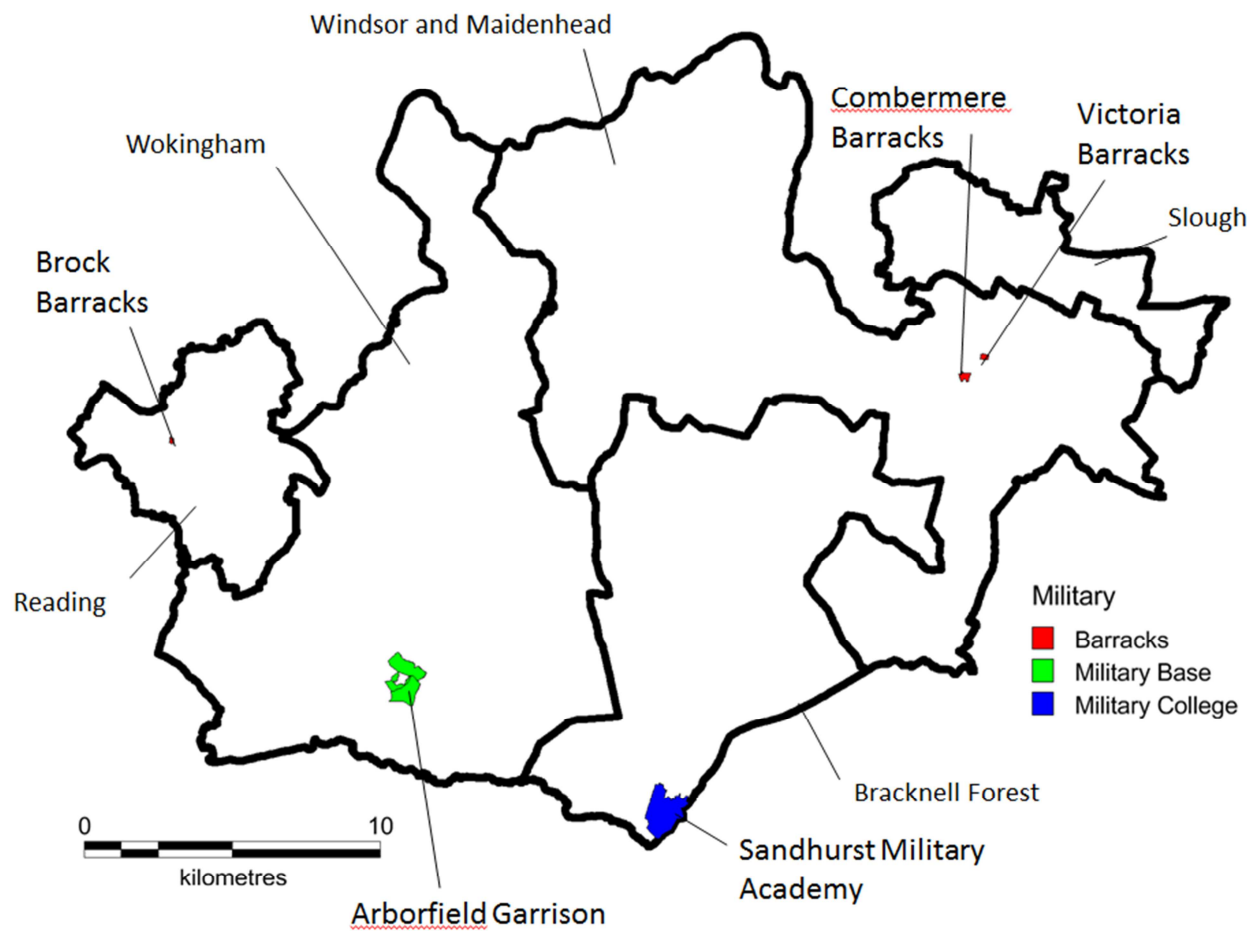 Windsor and Maidenhead
Combermere
Barracks
Victoria
Barracks
Wokingham
Slough
Brock
Barracks
Reading
Military
Barracks
Military Base
Military College
Bracknell Forest
0 10
kilometres
Sandhurst Military
Academy
Arborfield Garrison